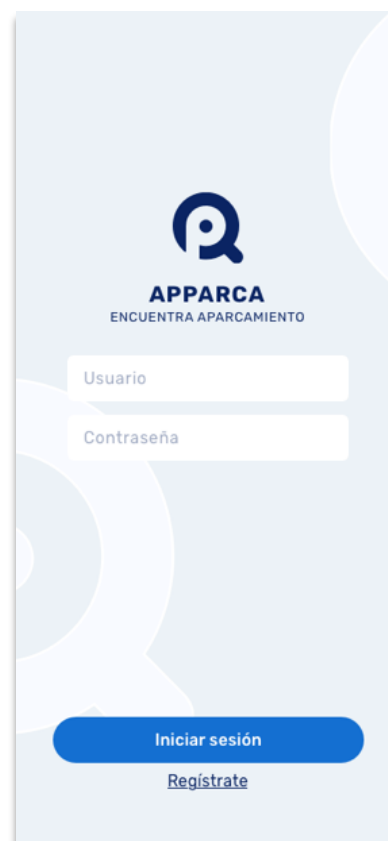 APPARCA
ENCUENTRA APARCAMIENTO
Usuario
Contraseña
Iniciar sesión
Regístrate